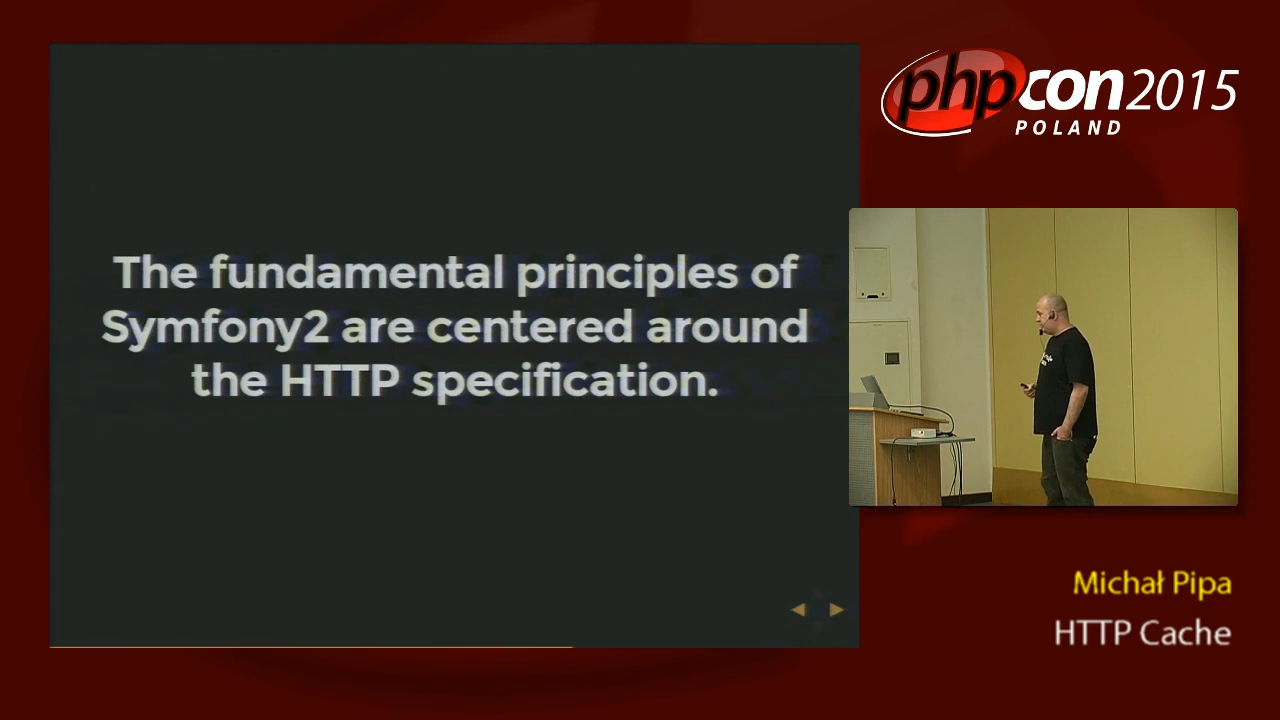 The fundamental principles of
Symfony2 are centered around
the HTTP specification.
phpcon2015
POLAND
Michał Pipa
HTTP Cache